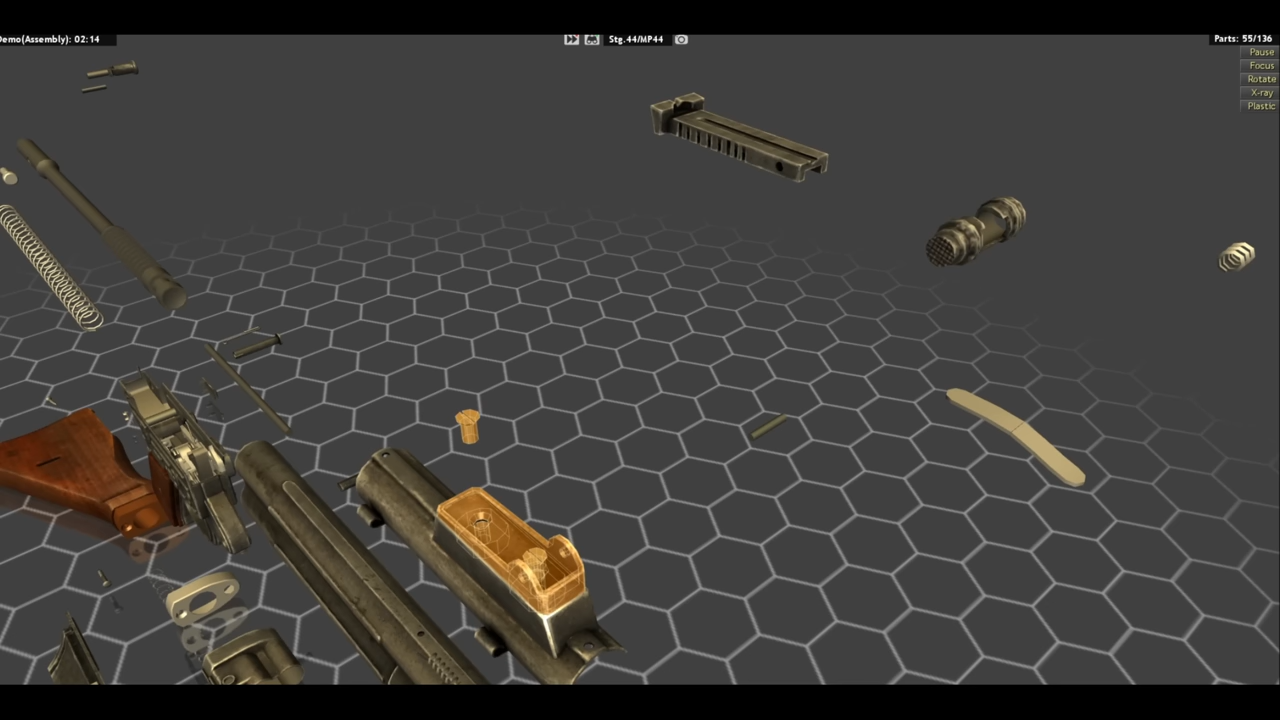 Demo(Assembly): 02:14
Stg.44/MP44
Parts: 55/136
Pause
Focus
Rotate
X-ray
Plastic